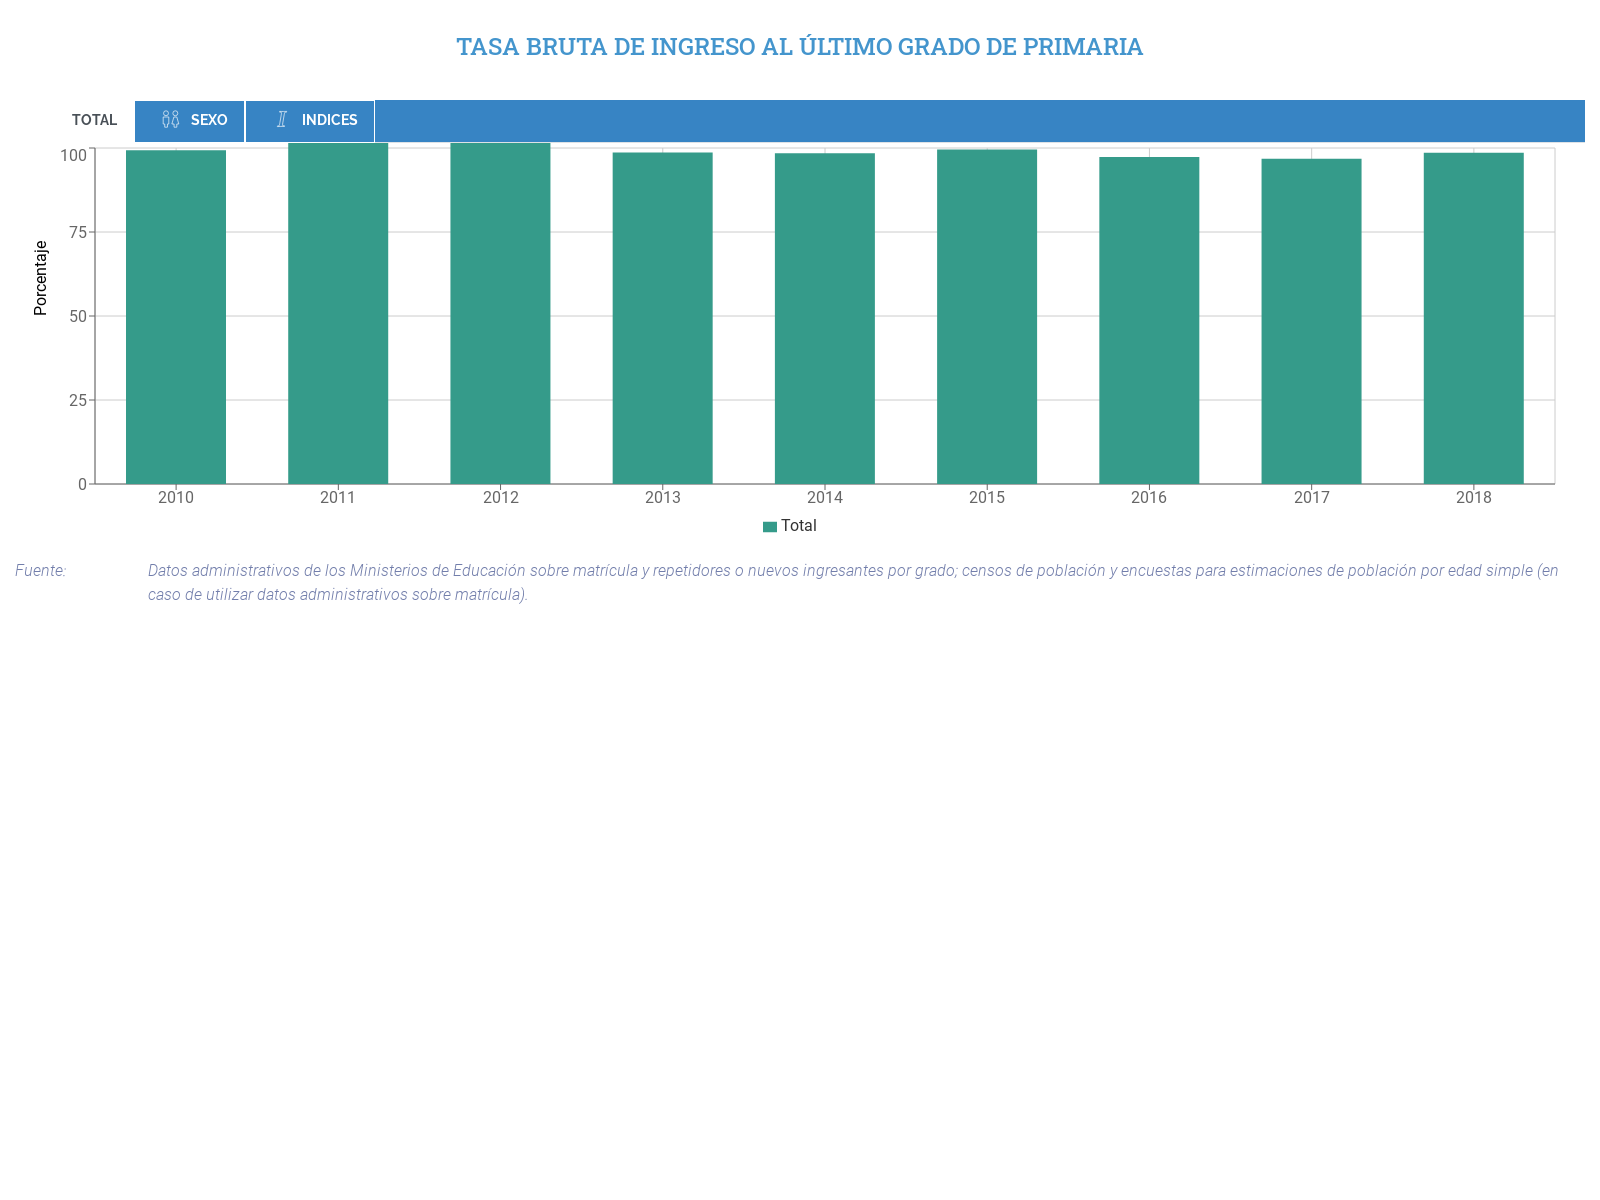 TASA BRUTA DE INGRESO AL ÚLTIMO GRADO DE PRIMARIA
TOTAL SEXO INDICES
100
75
50
25
0
Porcentaje
2010 2011 2012 2013 2014 2015 2016 2017 2018
Total
Fuente: Datos administrativos de los Ministerios de Educación sobre matrícula y repetidores o nuevos ingresantes por grado; censos de población y encuestas para estimaciones de población por edad simple (en
caso de utilizar datos administrativos sobre matrícula).